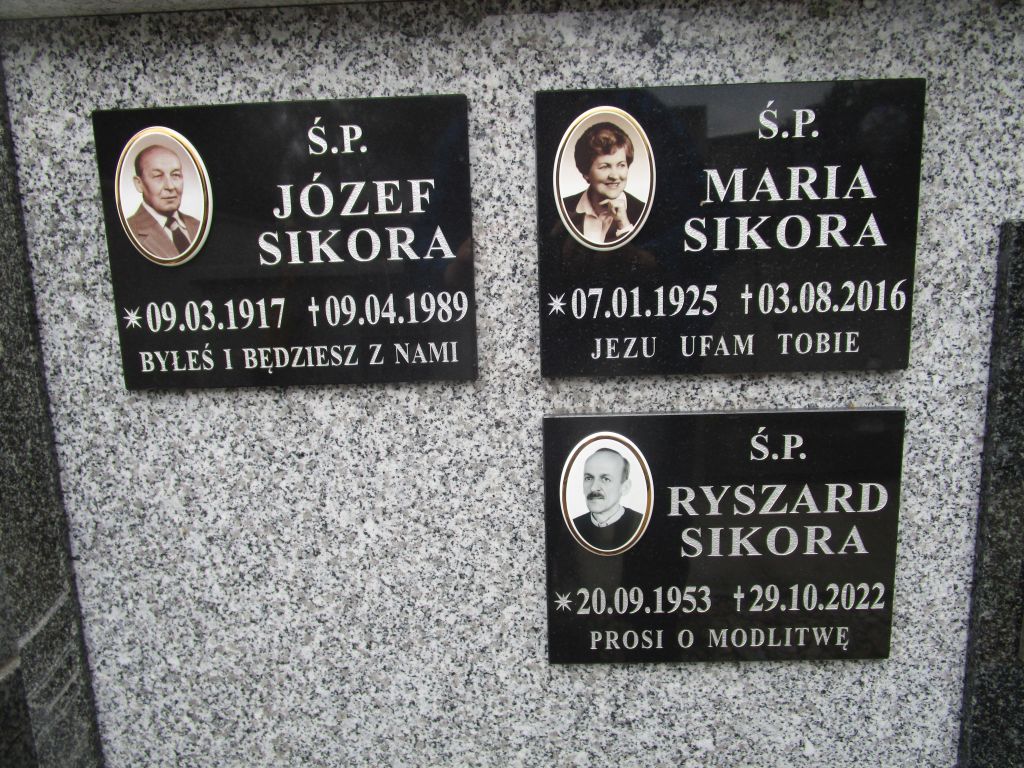 Ś.P.
JÓZEF
SIKORA
✶09.03.1917 †09.04.1989
BYŁEŚ I BĘDZIESZ Z NAMI
Ś.P.
MARIA
SIKORA
✶07.01.1925 †03.08.2016
JEZU UFAM TOBIE
Ś.P.
RYSZARD
SIKORA
✶20.09.1953 †29.10.2022
PROSI O MODLITWĘ